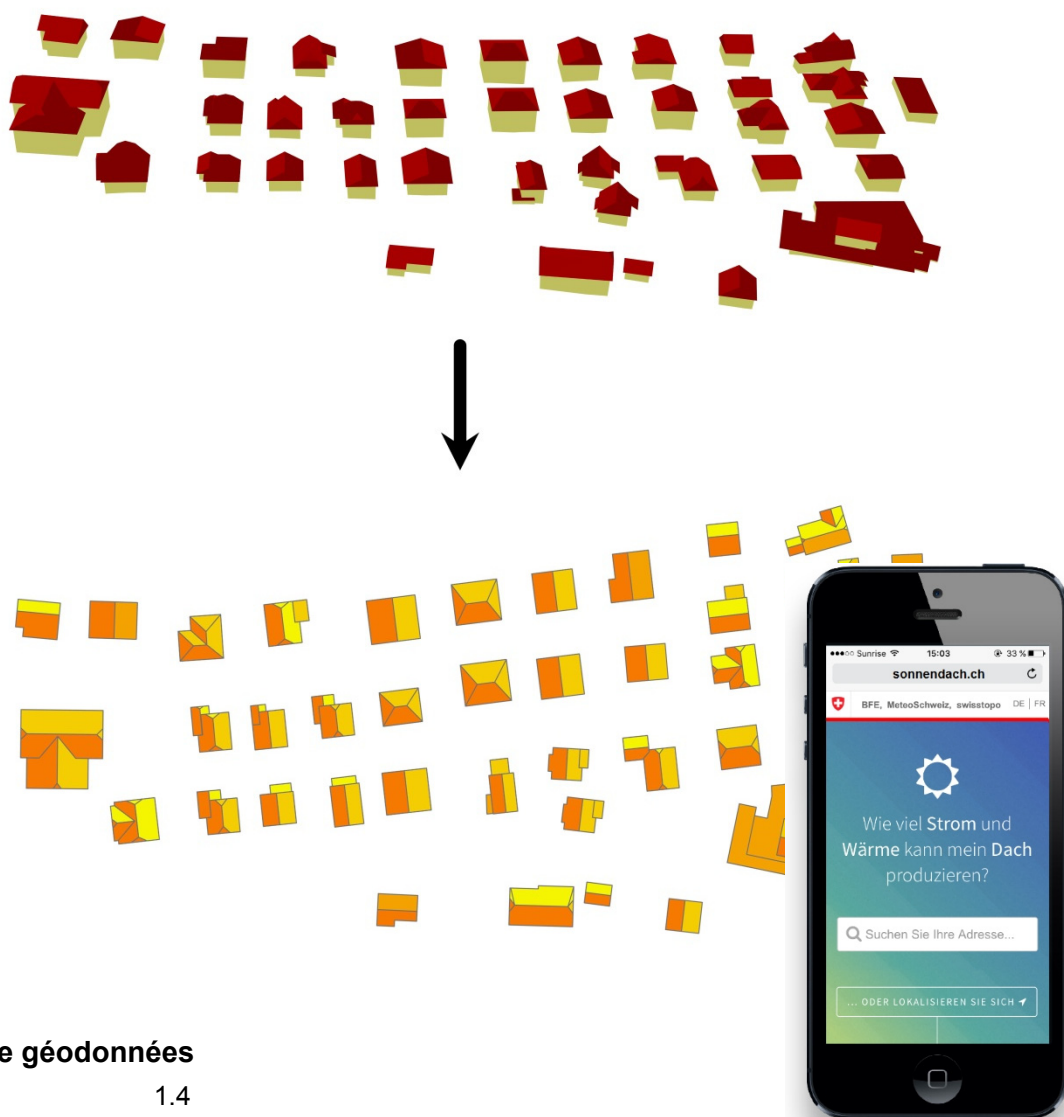 ●●●○○ Sunrise 15:03 33 %
sonnendach.ch
BFE, MeteoSchweiz, swisstopo DE | FR
Wie viel Strom und
Wärme kann mein Dach
produzieren?
Suchen Sie Ihre Adresse...
... ODER LOKALISIEREN SIE SICH
e géodonnées
1.4